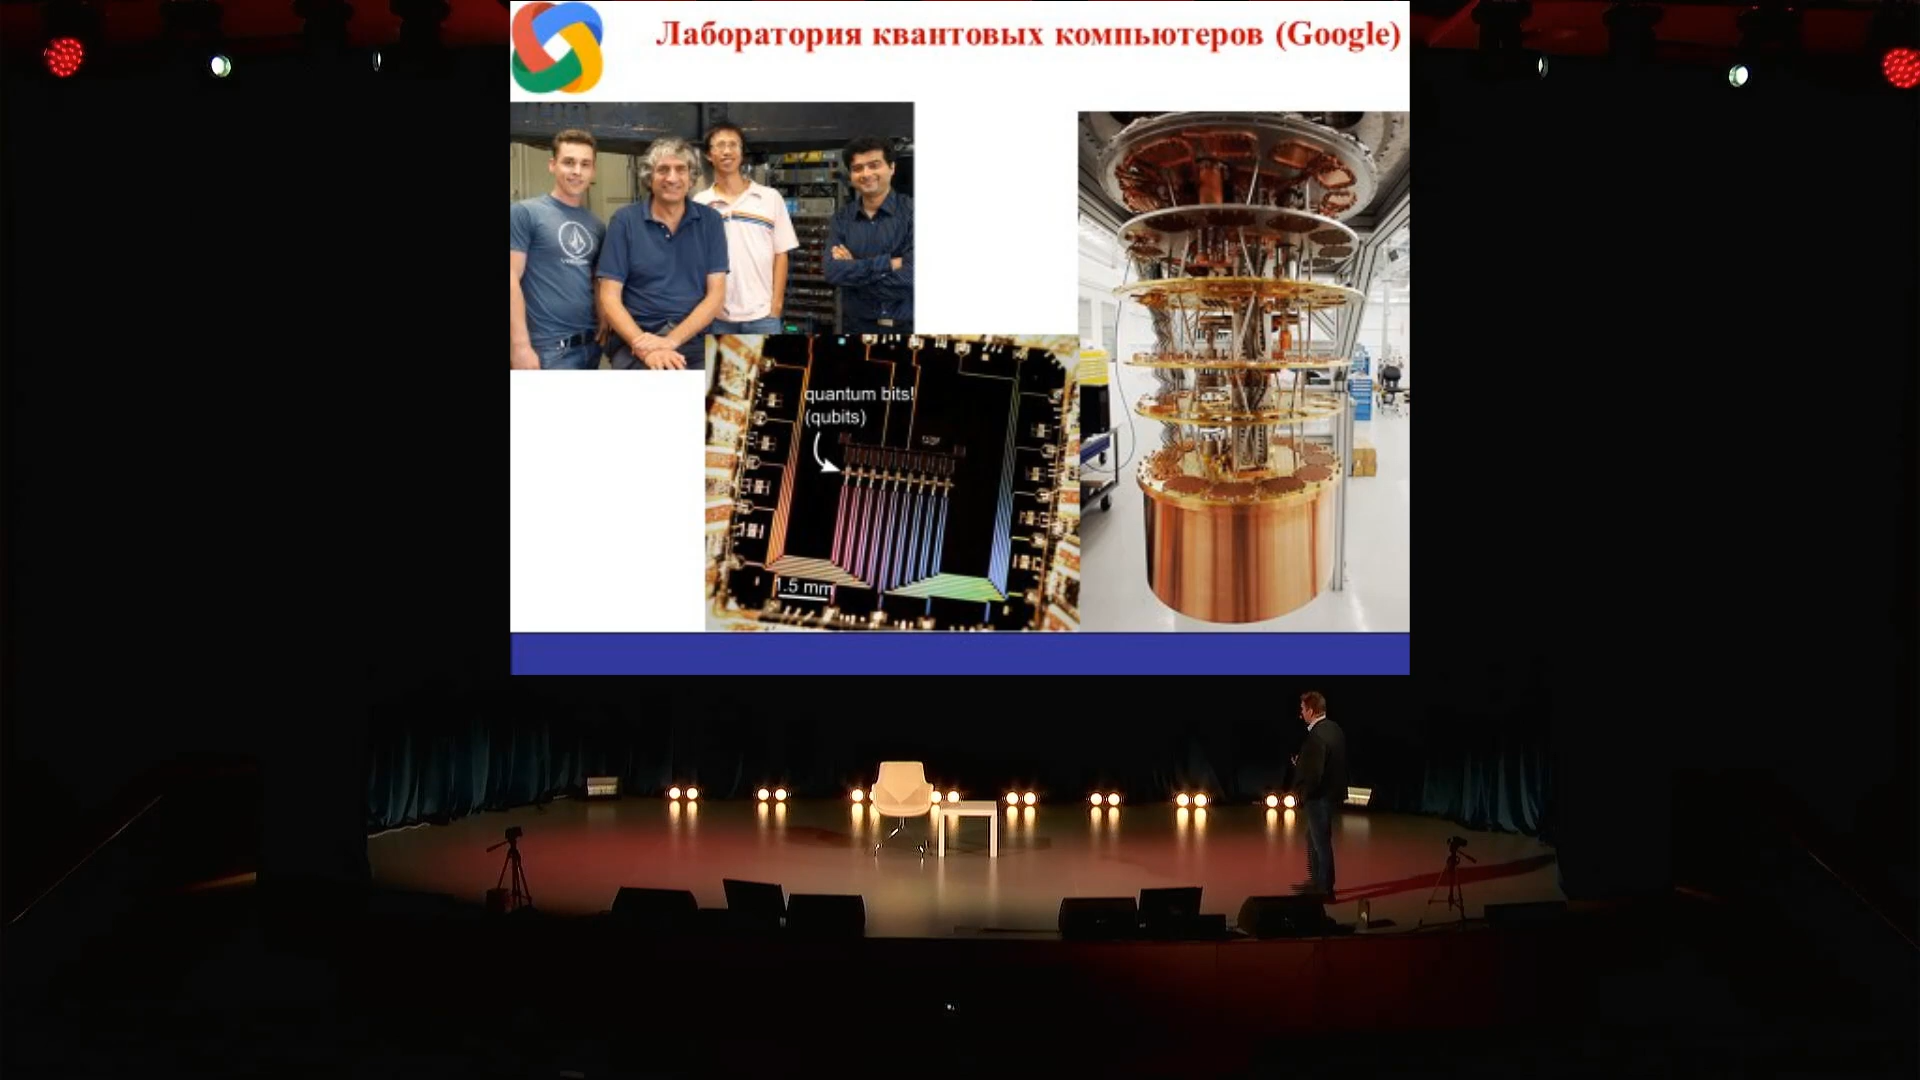 Лаборатория квантовых компьютеров (Google)
quantum bits!
(qubits)
1.5 mm